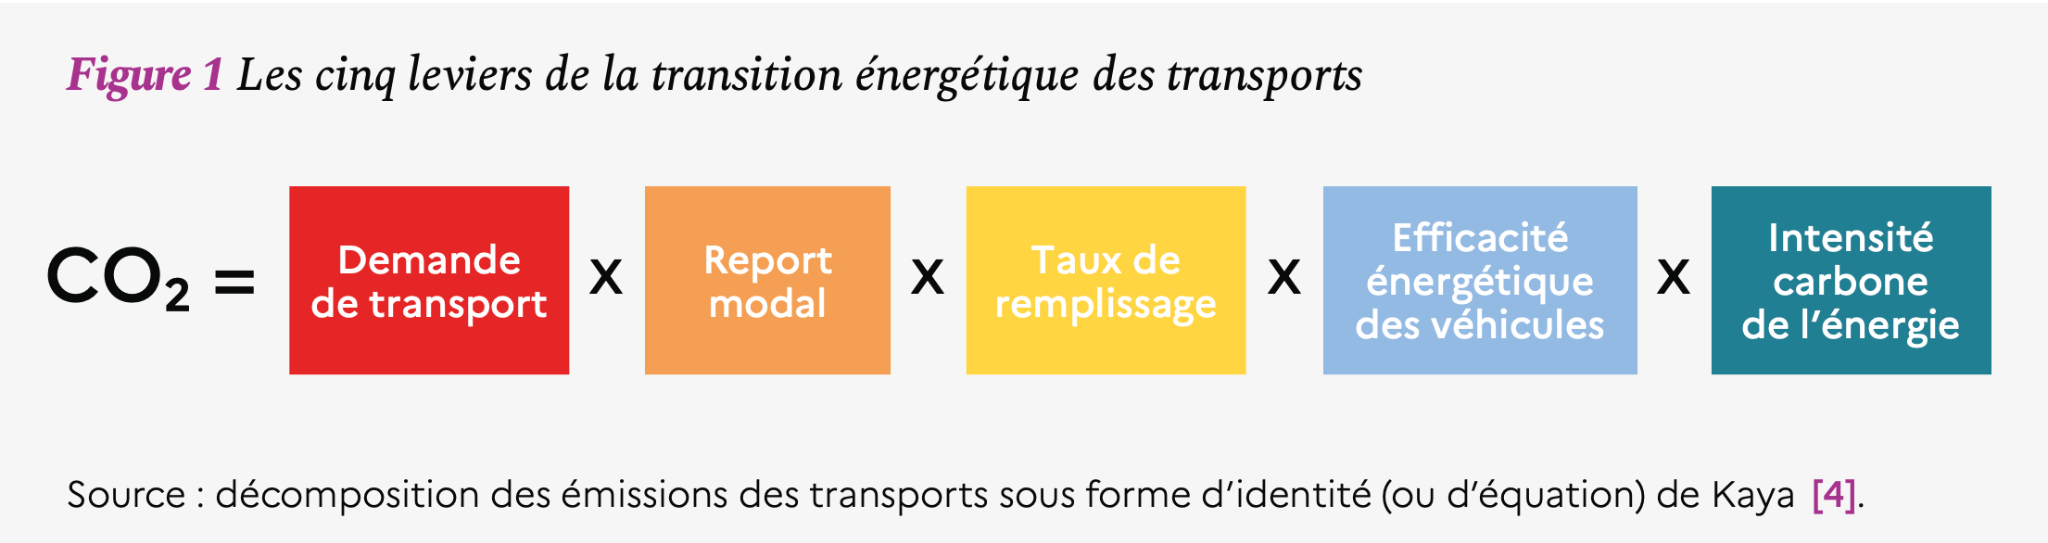 Figure 1 Les cinq leviers de la transition énergétique des transports
CO₂ =
Demande
de transport
x
Report
modal
x
Taux de
remplissage
x
Efficacité
énergétique
des véhicules
x
Intensité
carbone
de l’énergie
Source : décomposition des émissions des transports sous forme d’identité (ou d’équation) de Kaya [4].